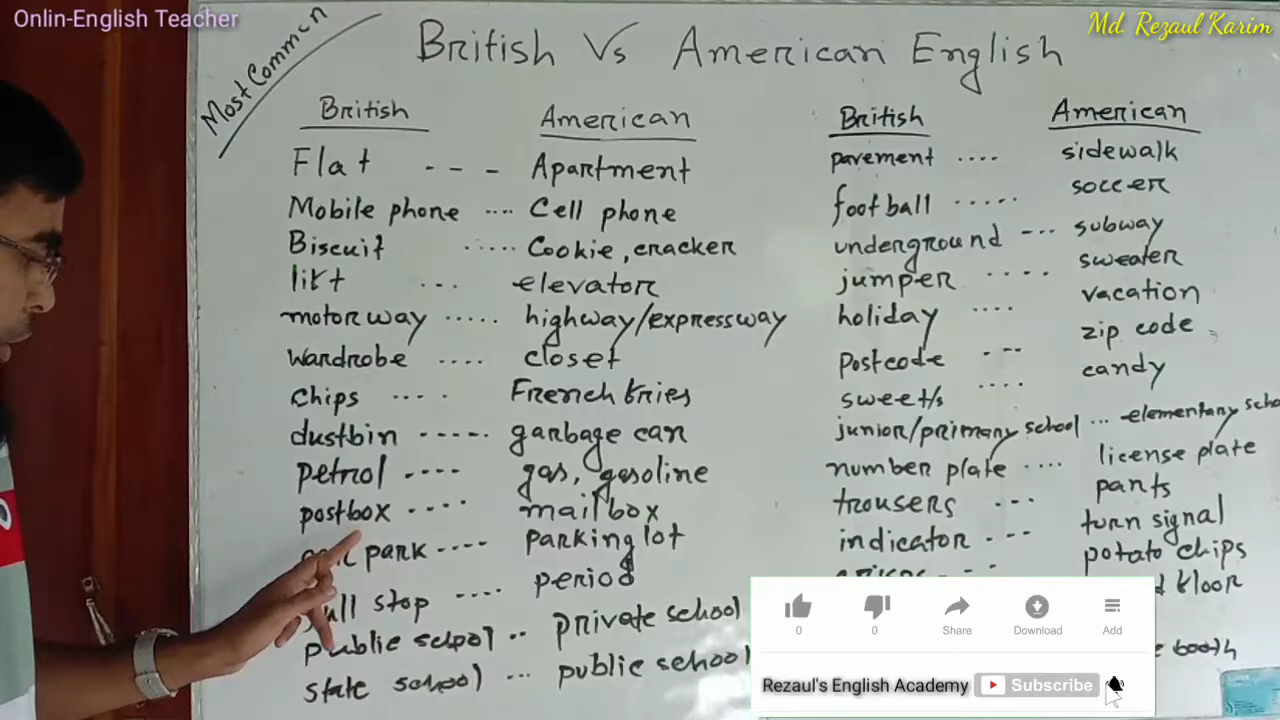 Onlin-English Teacher
Md. Rezaul Karim
Most Common
British Vs American English
British American
Flat - - - Apartment
Mobile phone .... Cell phone
Biscuit ..... Cookie, cracker
lift ... elevator
motorway ..... highway/expressway
wardrobe .... closet
chips .... French fries
dustbin ----- garbage can
petrol ---- gas, gasoline
postbox ---- mailbox
park ---- parking lot
full stop ---- period
public school .. private school
state school ... public school
British American
pavement .... sidewalk
football ..... soccer
underground --- subway
jumper .... sweater
holiday .... vacation
Postcode --- zip code
sweets .... candy
junior/primary school ... elementary
number plate .... license plate
trousers --- pants
indicator --- turn signal
potato chips
floor
booth
0 0 Share Download Add
Rezaul's English Academy Subscribe